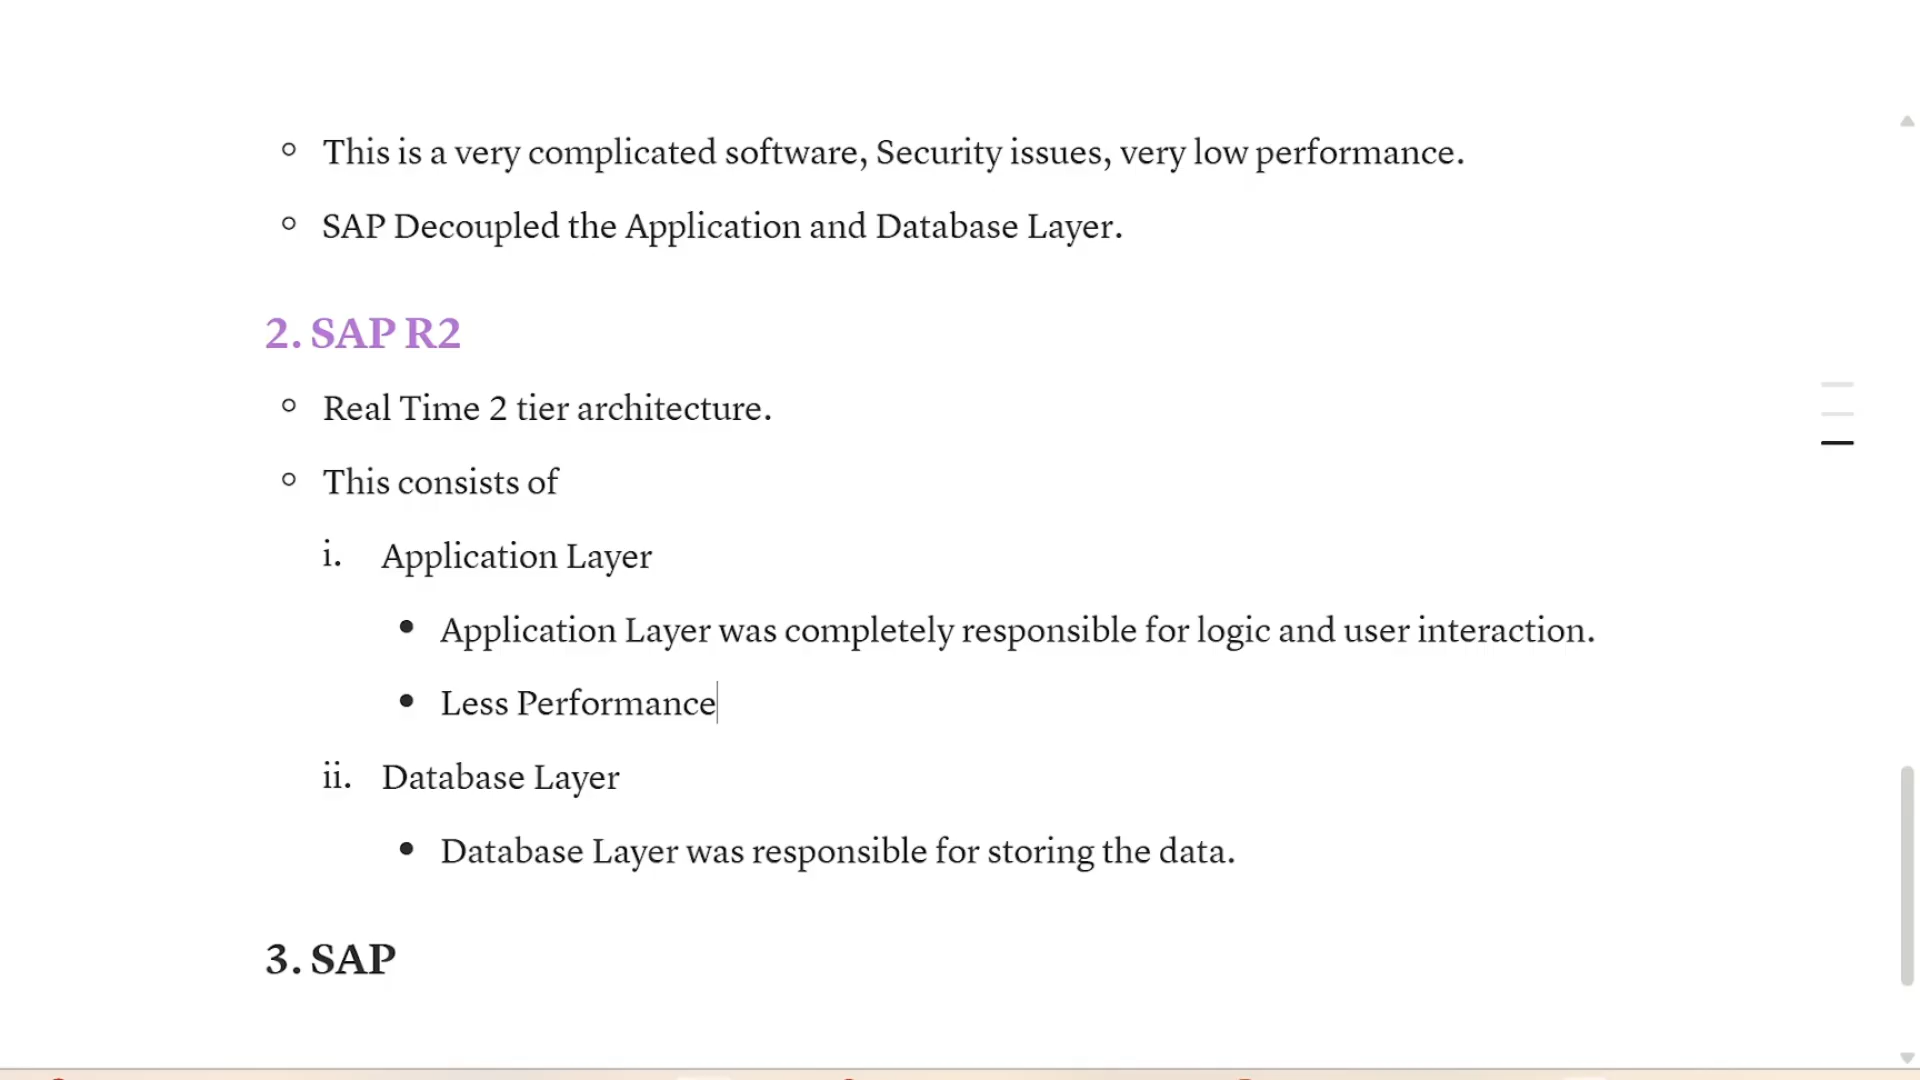 This is a very complicated software, Security issues, very low performance.
SAP Decoupled the Application and Database Layer.
2. SAP R2
Real Time 2 tier architecture.
This consists of
i. Application Layer
Application Layer was completely responsible for logic and user interaction.
Less Performance
ii. Database Layer
Database Layer was responsible for storing the data.
3. SAP